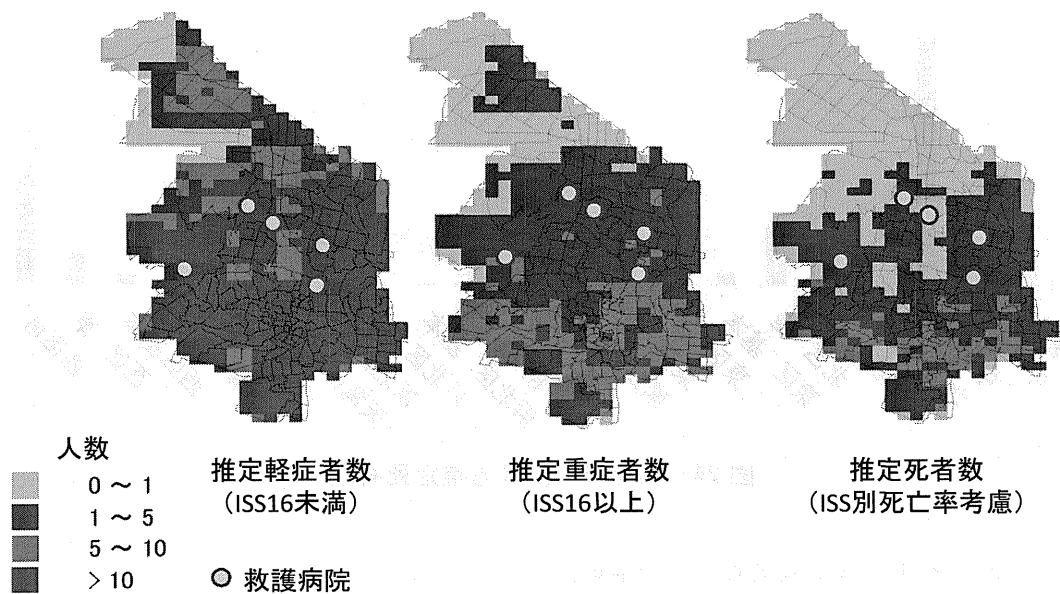 人数
0 ～ 1
1 ～ 5
5 ～ 10
＞10
救護病院
推定軽症者数
（ISS16未満）
推定重症者数
（ISS16以上）
推定死者数
（ISS別死亡率考慮）